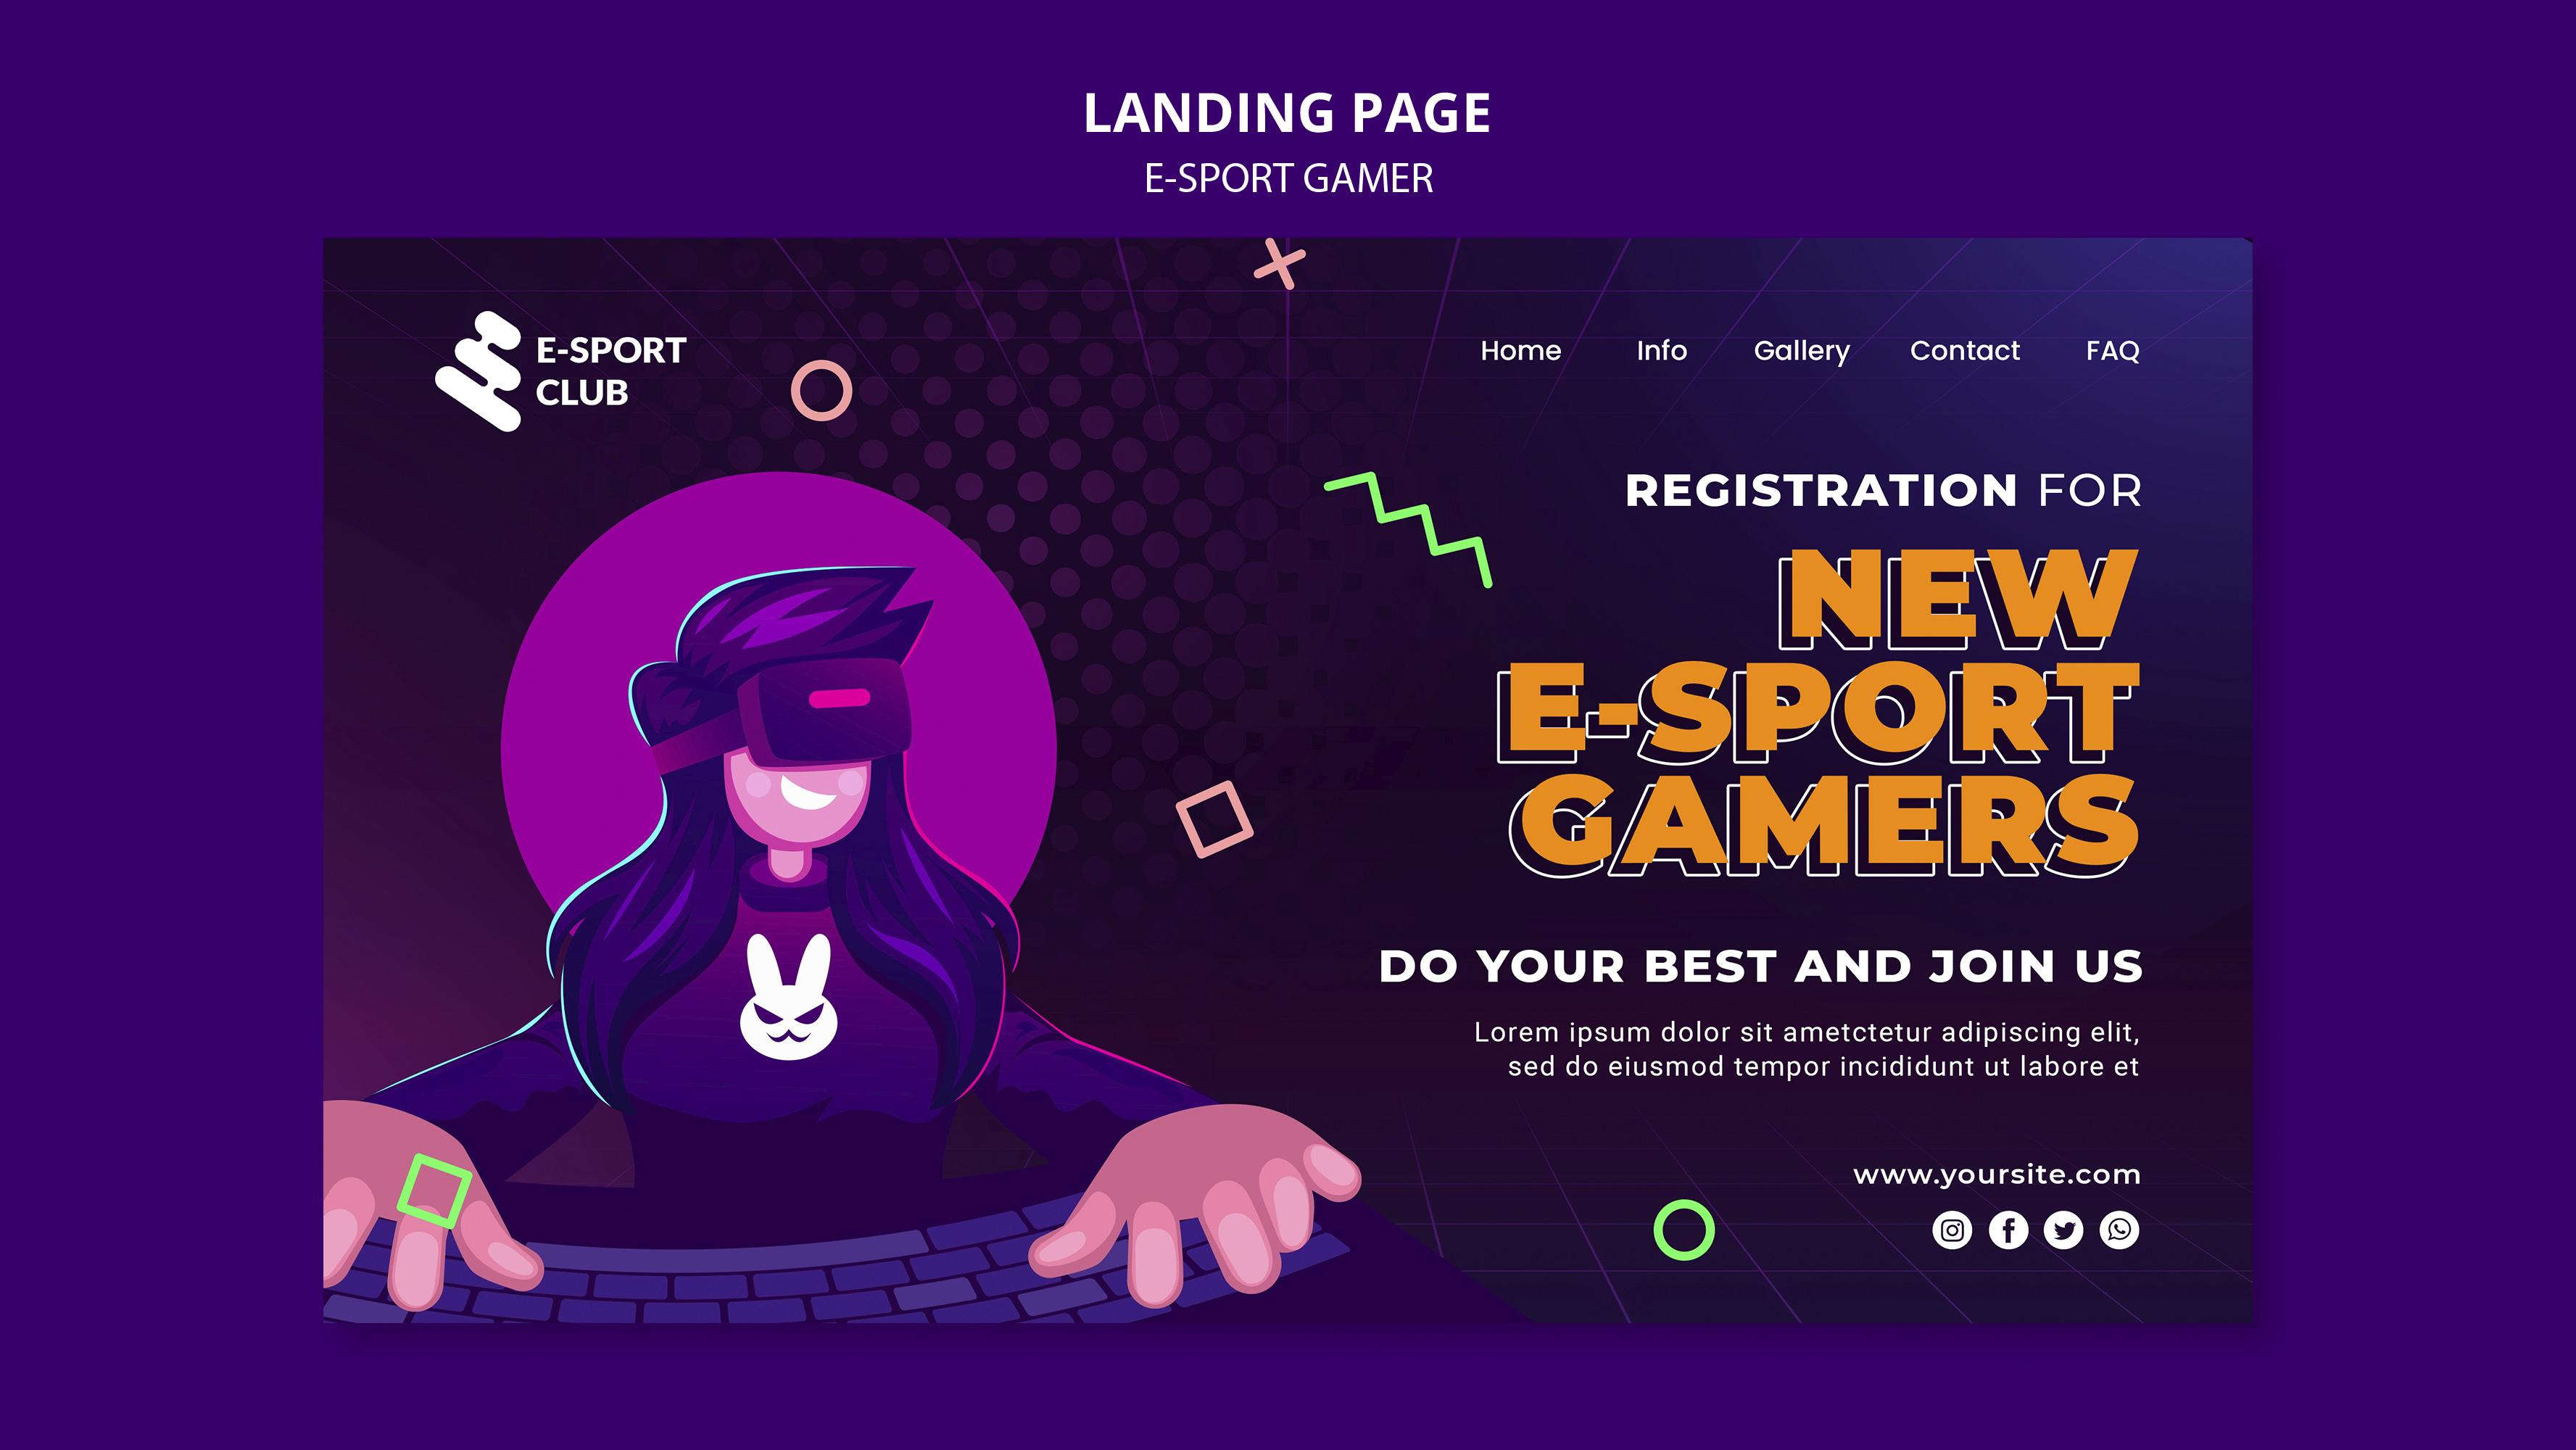 LANDING PAGE
E-SPORT GAMER
E-SPORT
CLUB
Home Info Gallery Contact FAQ
REGISTRATION FOR
NEW
E-SPORT
GAMERS
DO YOUR BEST AND JOIN US
Lorem ipsum dolor sit ametctetur adipiscing elit,
sed do eiusmod tempor incididunt ut labore et
www.yoursite.com